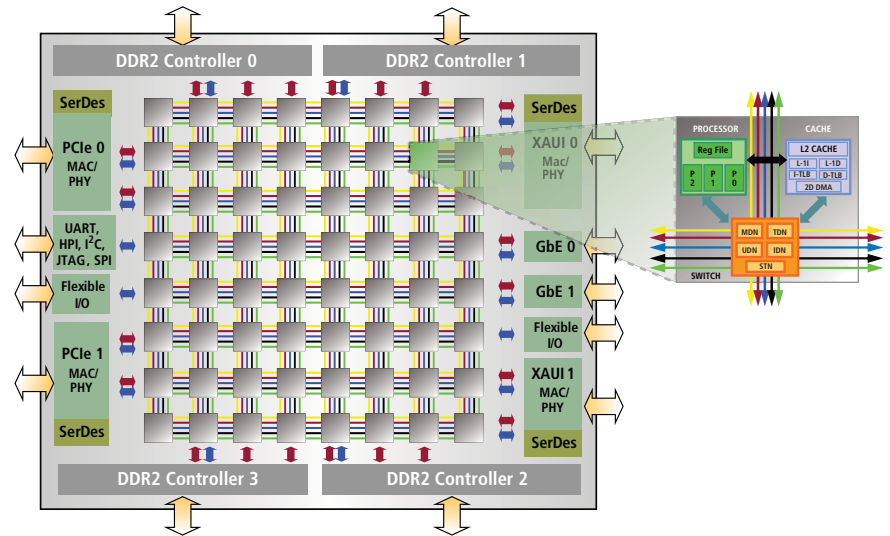 DDR2 Controller 0
DDR2 Controller 1
SerDes
PCIe 0
MAC/
PHY
UART,
HPI, I²C,
JTAG, SPI
Flexible
I/O
PCIe 1
MAC/
PHY
SerDes
SerDes
XAUI 0
Mac/
PHY
GbE 0
GbE 1
Flexible
I/O
XAUI 1
MAC/
PHY
SerDes
DDR2 Controller 3
DDR2 Controller 2
PROCESSOR
CACHE
Reg File
P
2
P
1
P
0
L2 CACHE
L-1I
L-1D
I-TLB
D-TLB
2D DMA
MDN
TDN
UDN
IDN
STN
SWITCH